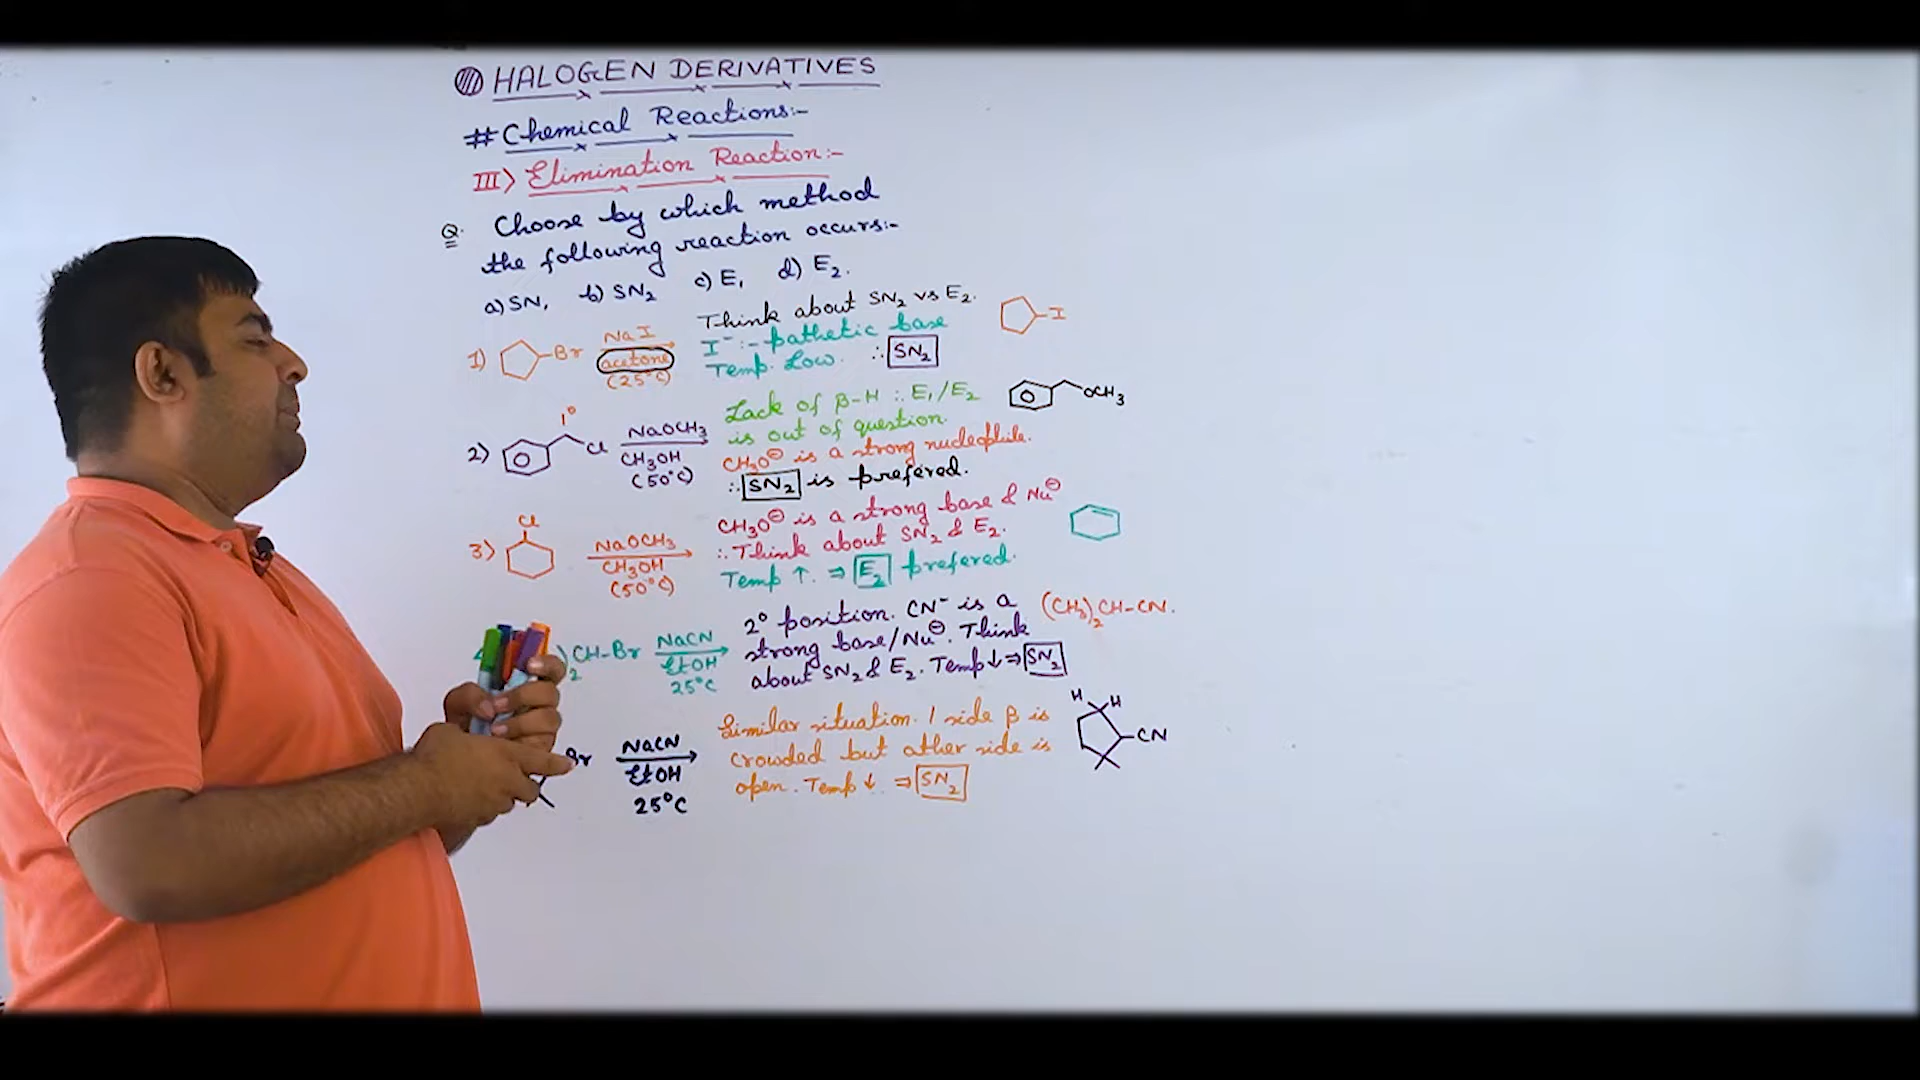 HALOGEN DERIVATIVES
# Chemical Reactions:-
III) Elimination Reaction:-
Q. Choose by which method
the following reaction occurs:-
a) SN1 b) SN2 c) E1 d) E2.
1) Br NaI acetone (25°C)
Think about SN2 vs E2.
I⁻:- pathetic base
Temp. Low. ∴ SN2
I
2) 1° Cl NaOCH3 CH3OH (50°C)
Lack of β-H ∴ E1/E2
is out of question.
CH3O⊖ is a strong nucleophile.
∴ SN2 is prefered.
OCH3
3) Cl NaOCH3 CH3OH (50°C)
CH3O⊖ is a strong base & Nu⊖
∴ Think about SN2 & E2.
Temp ↑. ⇒ E2 prefered.
)2CH-Br NaCN EtOH 25°C
2° position. CN⁻ is a
strong base/Nu⊖. Think
about SN2 & E2. Temp ↓ ⇒ SN2
(CH3)2CH-CN.
Br NaCN EtOH 25°C
Similar situation. 1 side β is
crowded but other side is
open. Temp ↓. ⇒ SN2
H H CN